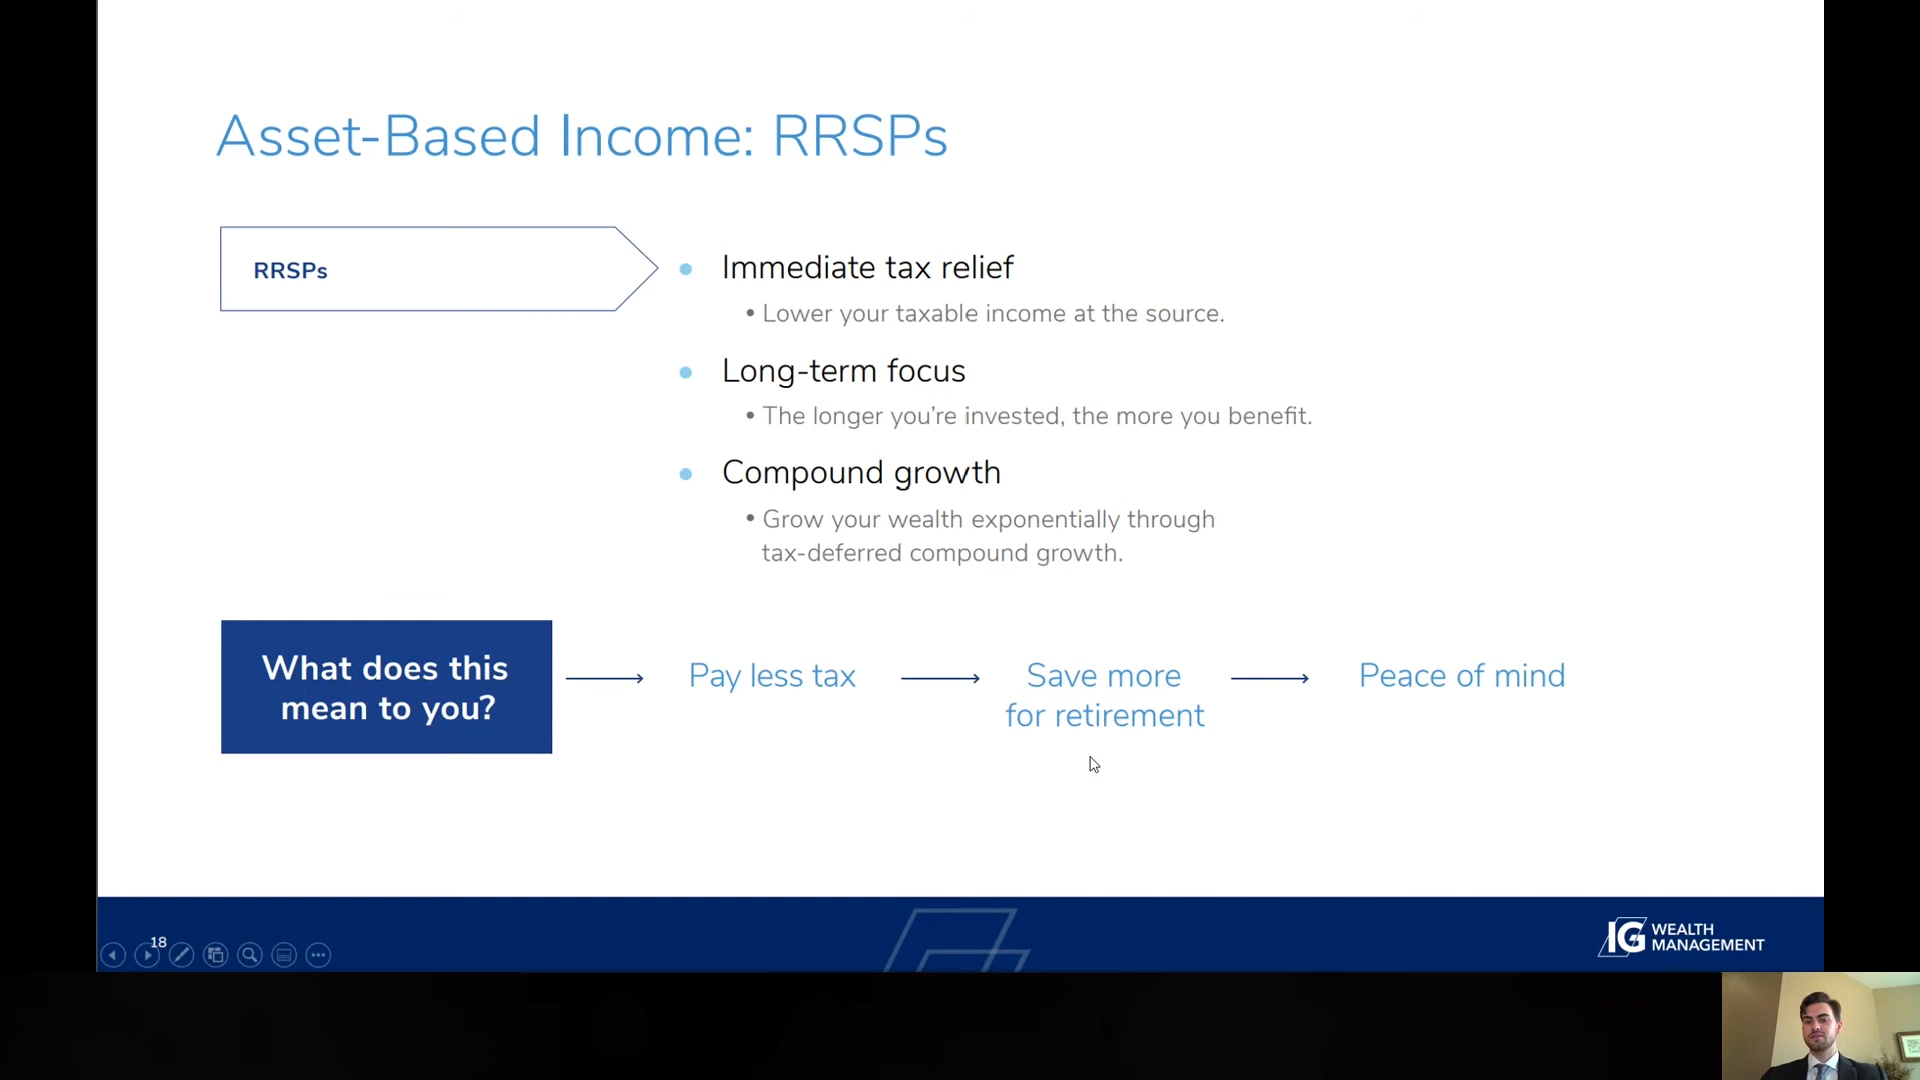 Asset-Based Income: RRSPs
RRSPs
• Immediate tax relief
• Lower your taxable income at the source.
• Long-term focus
• The longer you’re invested, the more you benefit.
• Compound growth
• Grow your wealth exponentially through
tax-deferred compound growth.
What does this
mean to you?
Pay less tax
Save more
for retirement
Peace of mind
18
IG WEALTH
MANAGEMENT